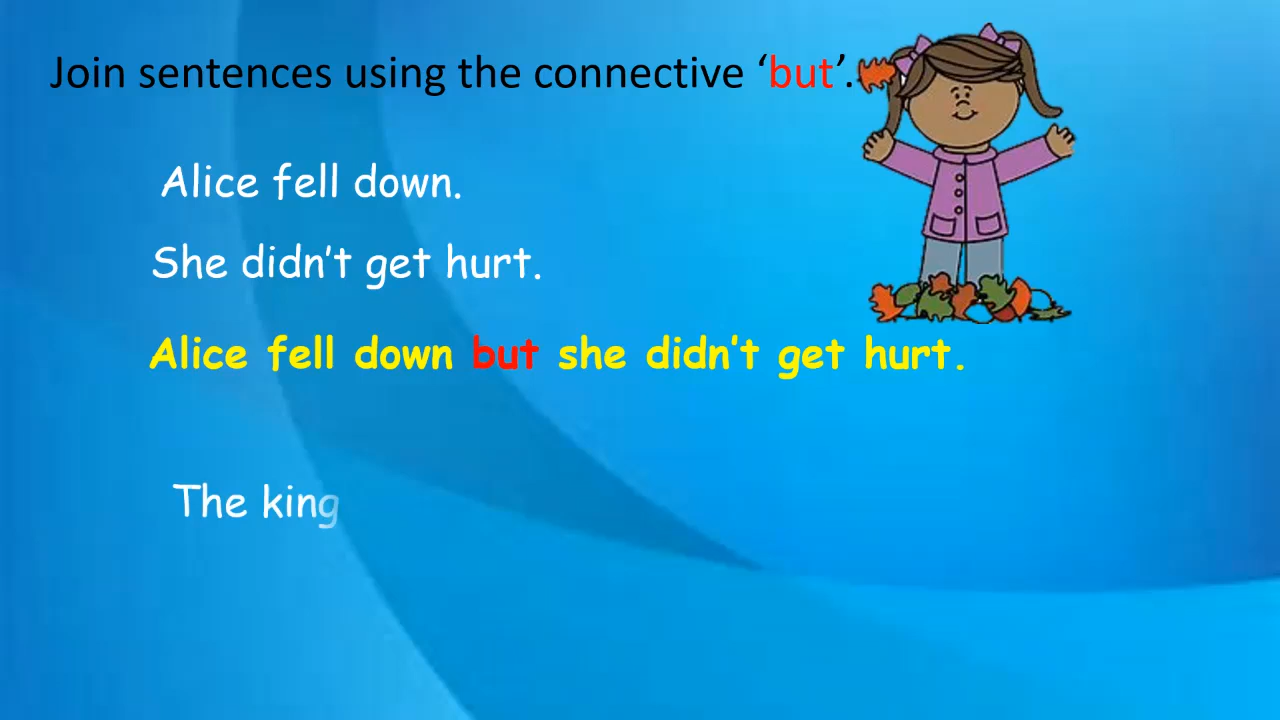 Join sentences using the connective ‘but’.
Alice fell down.
She didn’t get hurt.
Alice fell down but she didn’t get hurt.
The king